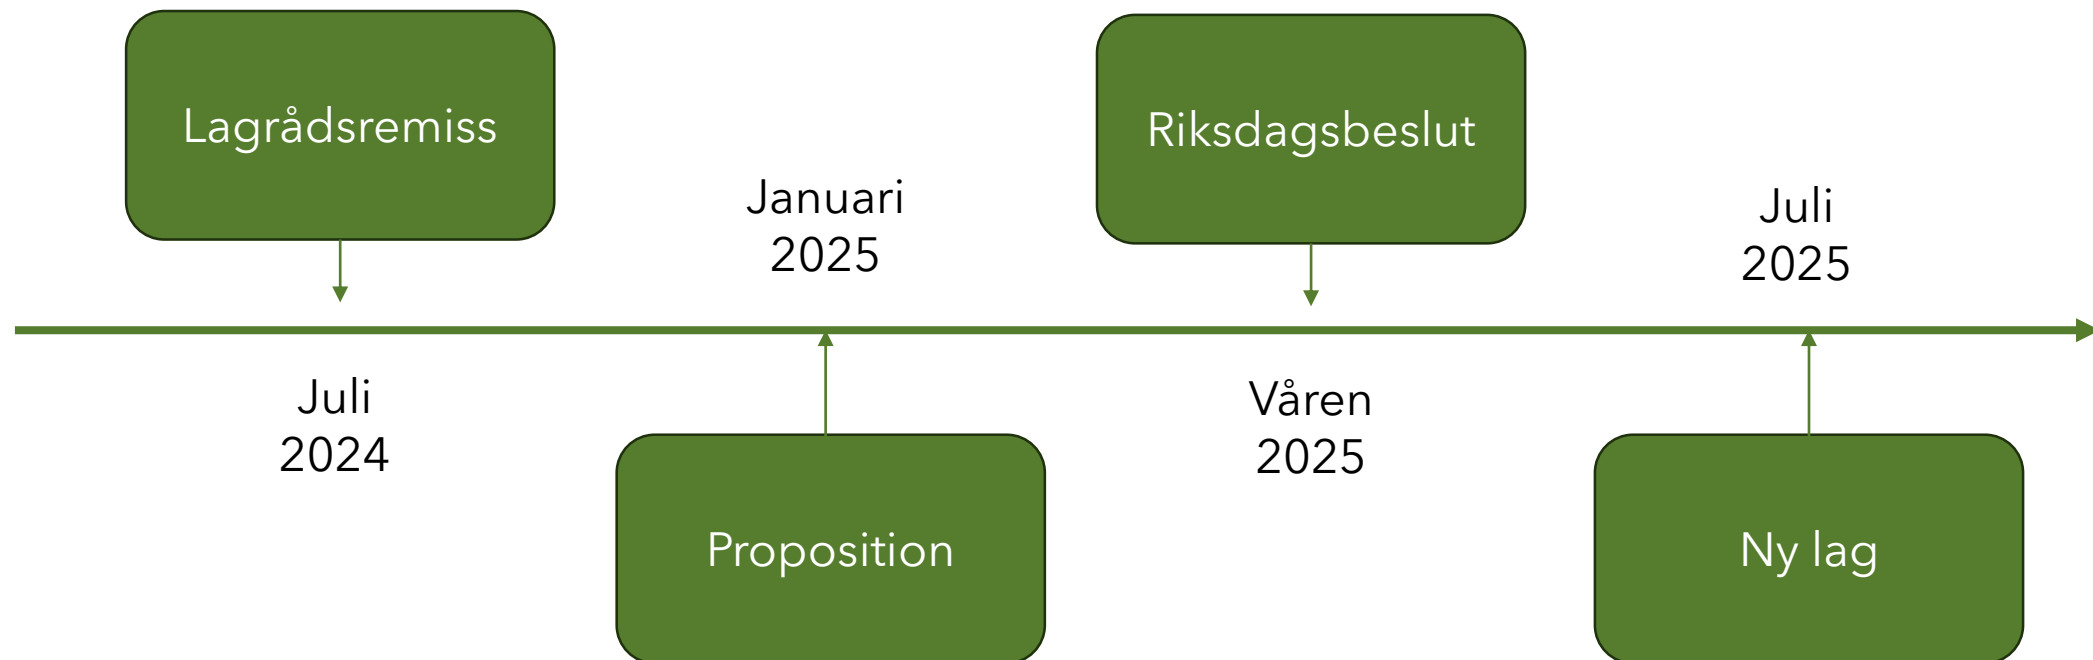 Lagrådsremiss
Juli
2024
Januari
2025
Proposition
Riksdagsbeslut
Våren
2025
Juli
2025
Ny lag